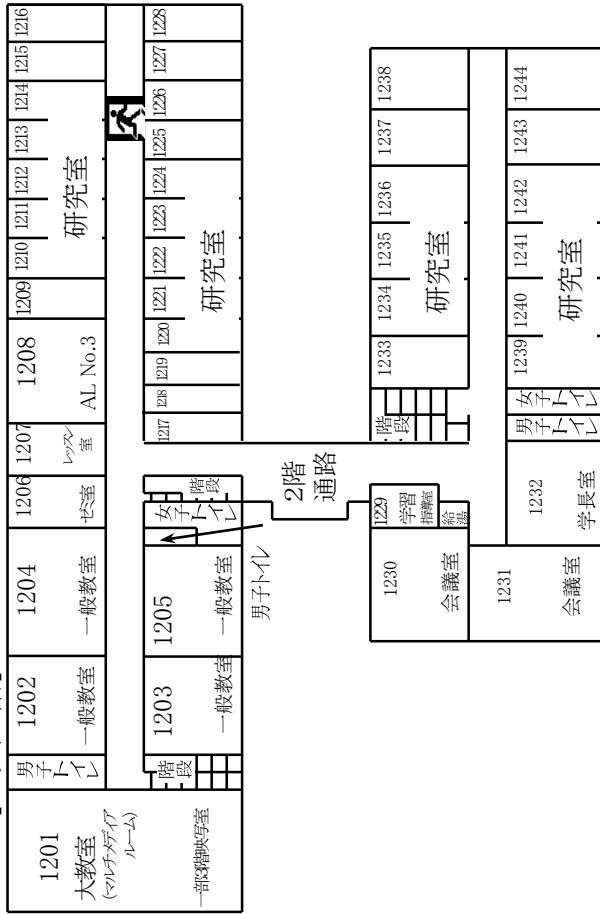 1216
1215
1214
1213
1212
1211
1210
研究室
1209
1208
AL No.3
1207
レッスン
室
1206
ゼミ室
1204
一般教室
1202
一般教室
男子
トイレ
1201
大教室
(マルチメディア
ルーム)
一部3階映写室
1228
1227
1226
1225
1224
1223
1222
1221
研究室
1220
1219
1218
1217
階段
女子
トイレ
男子トイレ
1205
一般教室
1203
一般教室
階段
2階
通路
1238
1237
1236
1235
1234
研究室
1233
階段
1229
学習
指導室
給湯
1230
会議室
1244
1243
1242
1241
1240
研究室
1239
女子
トイレ
男子
トイレ
1232
学長室
1231
会議室